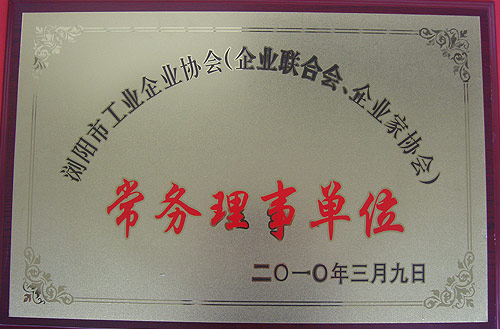 浏阳市工业企业协会(企业联合会、企业家协会)
常务理事单位
二〇一〇年三月九日